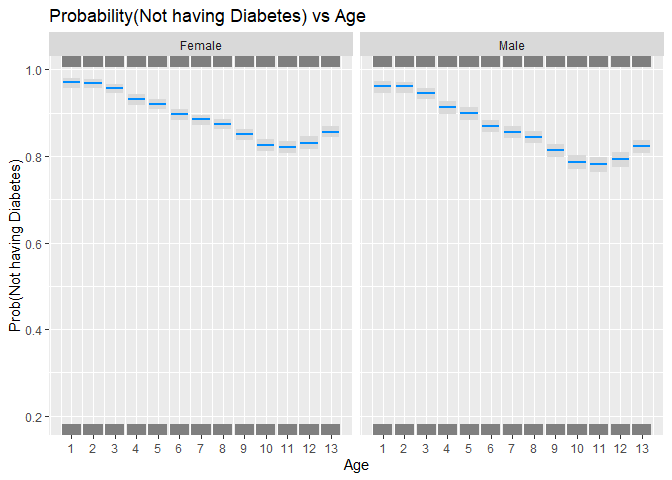 Probability(Not having Diabetes) vs Age
Female Male
Prob(Not having Diabetes)
1.0
0.8
0.6
0.4
0.2
1 2 3 4 5 6 7 8 9 10 11 12 13 1 2 3 4 5 6 7 8 9 10 11 12 13
Age